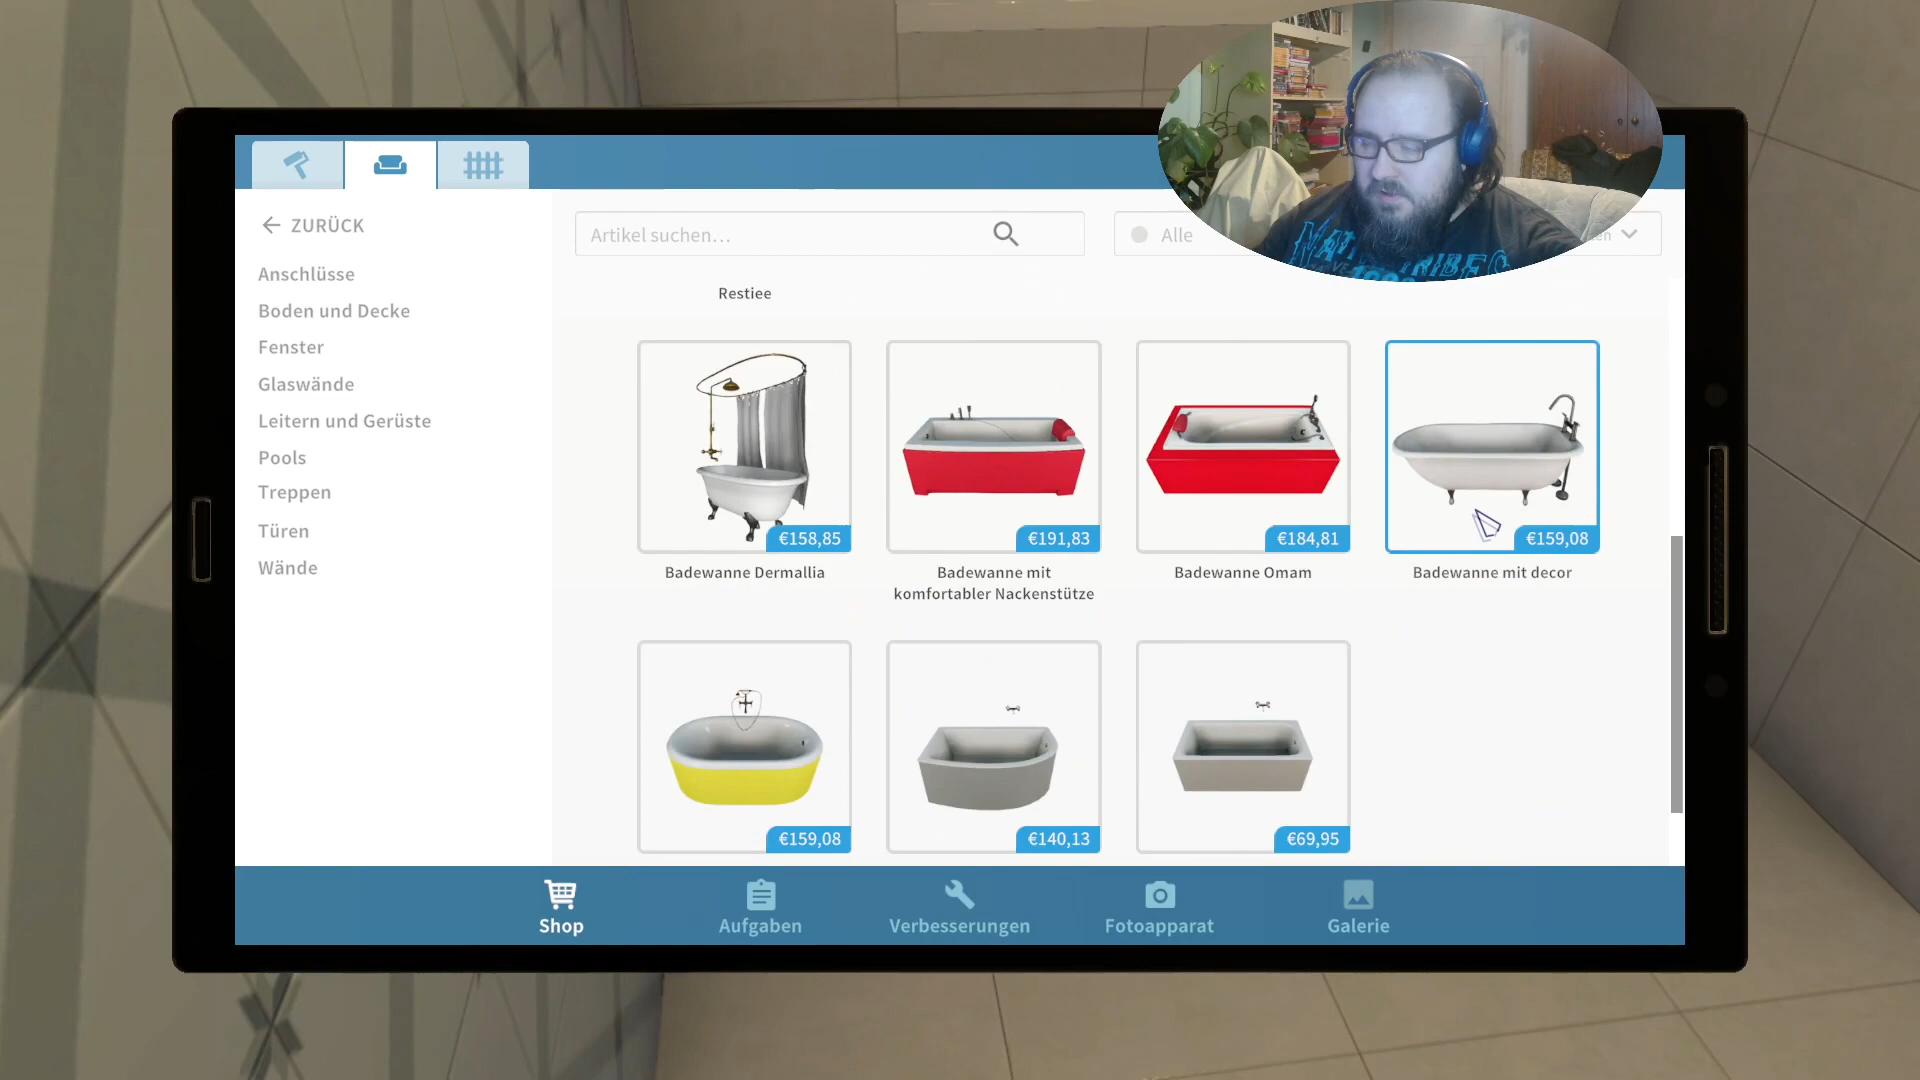 ZURÜCK
Anschlüsse
Boden und Decke
Fenster
Glaswände
Leitern und Gerüste
Pools
Treppen
Türen
Wände
Artikel suchen...
Alle
Restiee
€158,85
€191,83
€184,81
€159,08
Badewanne Dermallia
Badewanne mit
komfortabler Nackenstütze
Badewanne Omam
Badewanne mit decor
€159,08
€140,13
€69,95
Shop
Aufgaben
Verbesserungen
Fotoapparat
Galerie